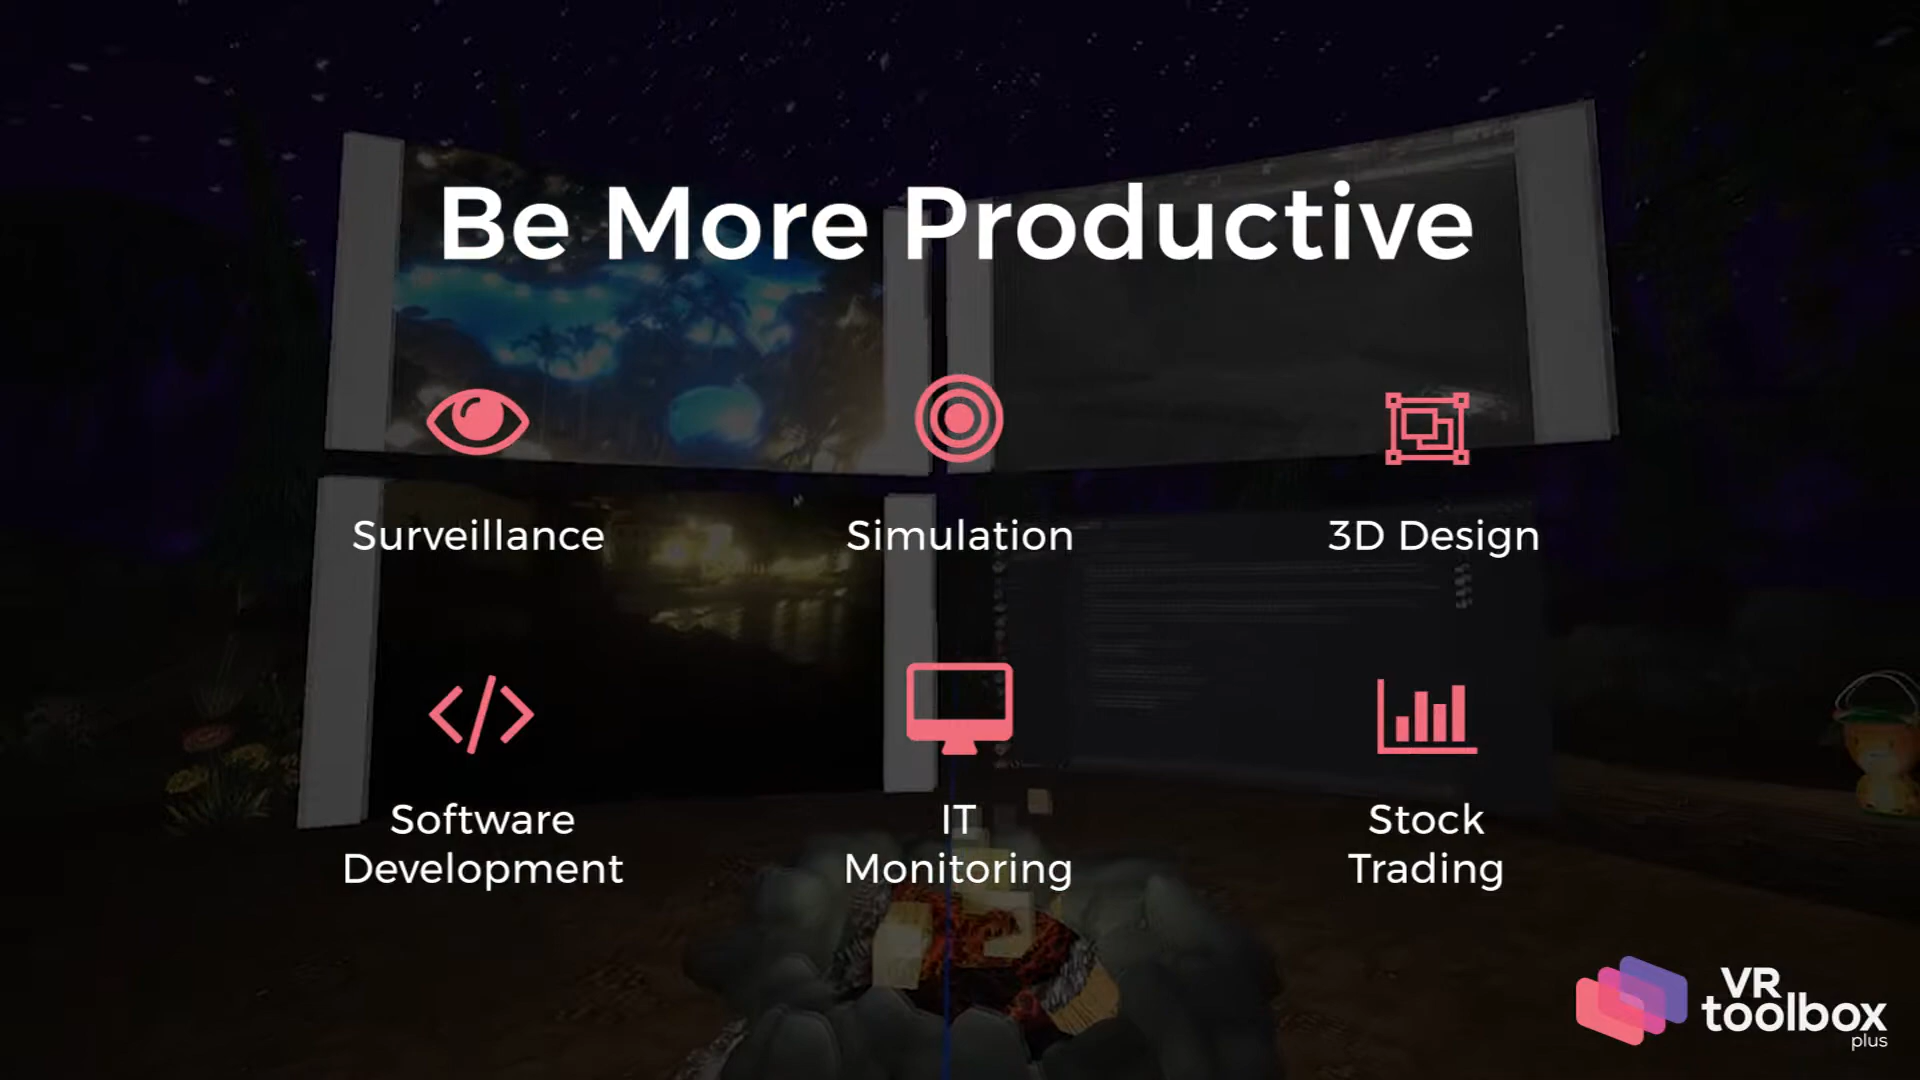 Be More Productive
Surveillance
Simulation
3D Design
Software
Development
IT
Monitoring
Stock
Trading
VR
toolbox
plus